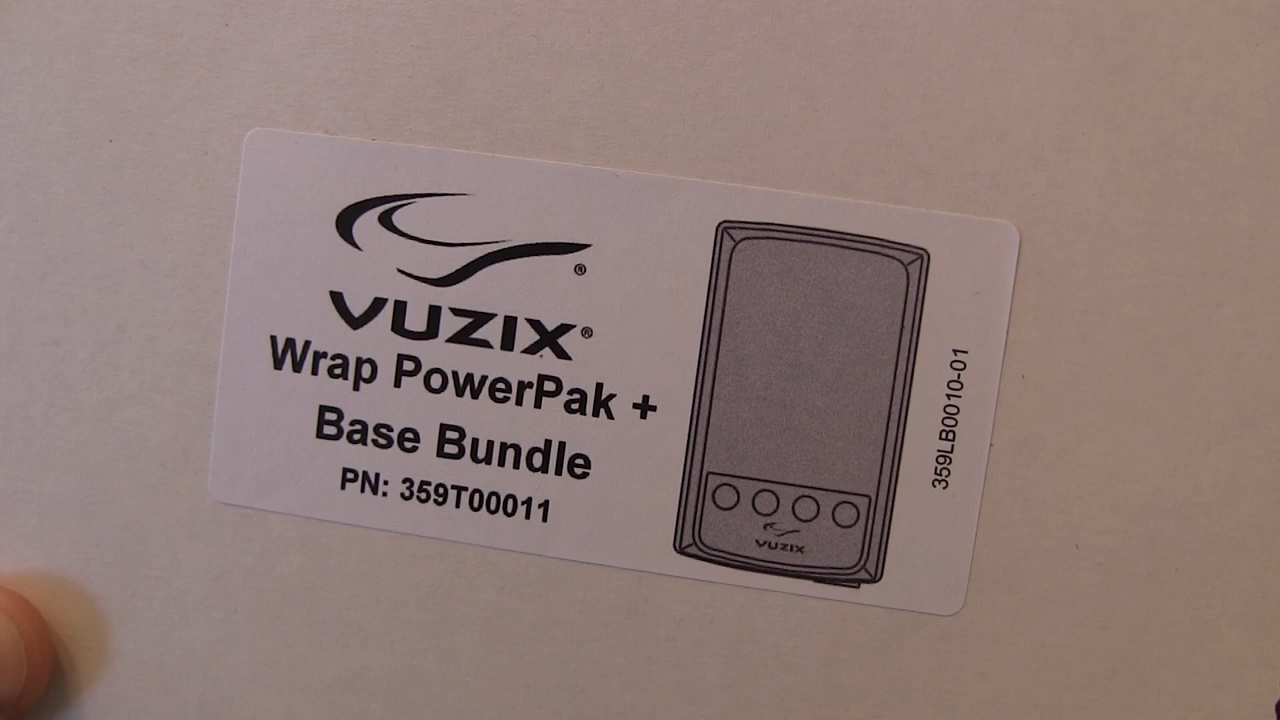 ®
VUZIX®
Wrap PowerPak +
Base Bundle
PN: 359T00011
VUZIX
359LB0010-01